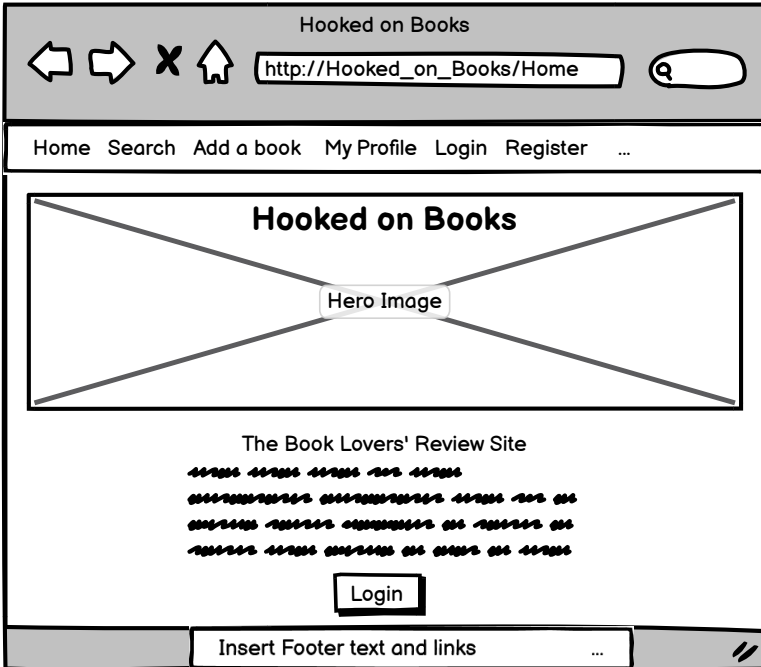 Hooked on Books
http://Hooked_on_Books/Home
Home Search Add a book My Profile Login Register ...
Hooked on Books
Hero Image
The Book Lovers' Review Site
Login
Insert Footer text and links ...